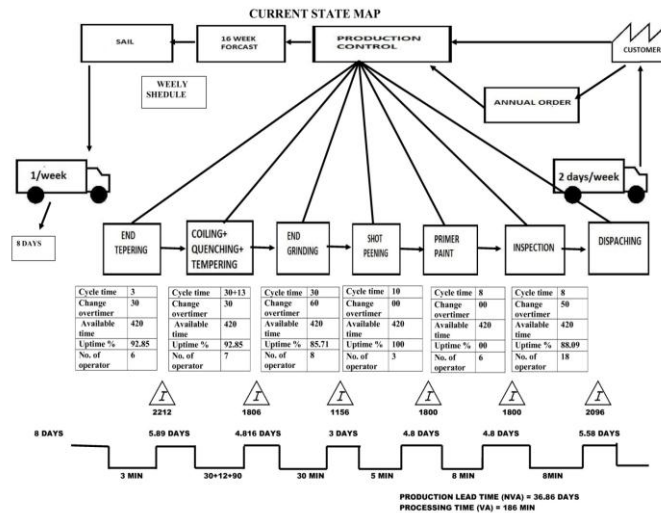 CURRENT STATE MAP
SAIL
16 WEEK
FORCAST
PRODUCTION
CONTROL
CUSTOMER
WEELY
SHEDULE
ANNUAL ORDER
1/week
2 days/week
8 DAYS
END
TEPERING
COILING+
QUENCHING+
TEMPERING
END
GRINDING
SHOT
PEENING
PRIMER
PAINT
INSPECTION
DISPACHING
Cycle time 3
Change overtimer 30
Available time 420
Uptime % 92.85
No. of operator 6
Cycle time 30+13
Change overtimer 30
Available time 420
Uptime % 92.85
No. of operator 7
Cycle time 30
Change overtimer 60
Available time 420
Uptime % 85.71
No. of operator 8
Cycle time 10
Change overtimer 00
Available time 420
Uptime % 100
No. of operator 3
Cycle time 8
Change overtimer 00
Available time 420
Uptime % 00
No. of operator 6
Cycle time 8
Change overtimer 50
Available time 420
Uptime % 88.09
No. of operator 18
I I I I I I
2212 1806 1156 1800 1800 2096
8 DAYS 5.89 DAYS 4.816 DAYS 3 DAYS 4.8 DAYS 4.8 DAYS 5.58 DAYS
3 MIN 30+12+90 30 MIN 5 MIN 8 MIN 8MIN
PRODUCTION LEAD TIME (NVA) = 36.86 DAYS
PROCESSING TIME (VA) = 186 MIN